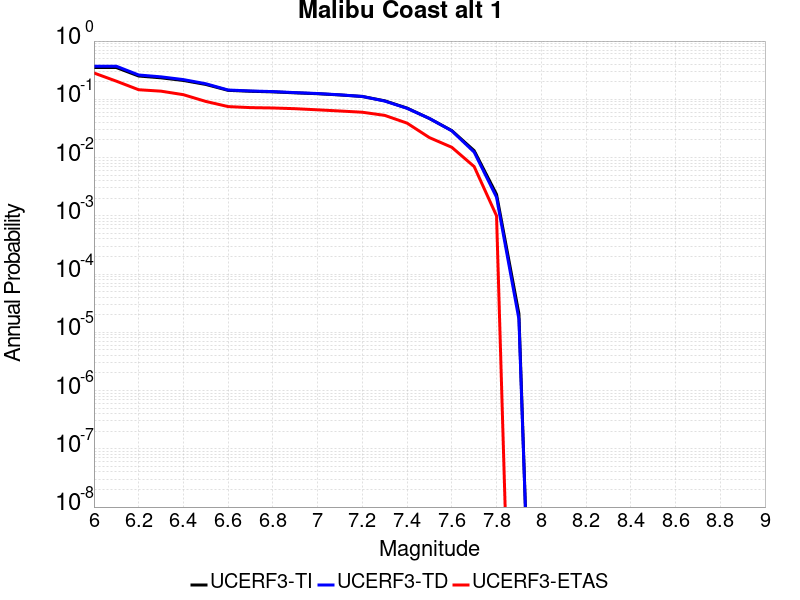 Malibu Coast alt 1
Annual Probability
10^0
10^-1
10^-2
10^-3
10^-4
10^-5
10^-6
10^-7
10^-8
6 6.2 6.4 6.6 6.8 7 7.2 7.4 7.6 7.8 8 8.2 8.4 8.6 8.8 9
Magnitude
UCERF3-TI UCERF3-TD UCERF3-ETAS